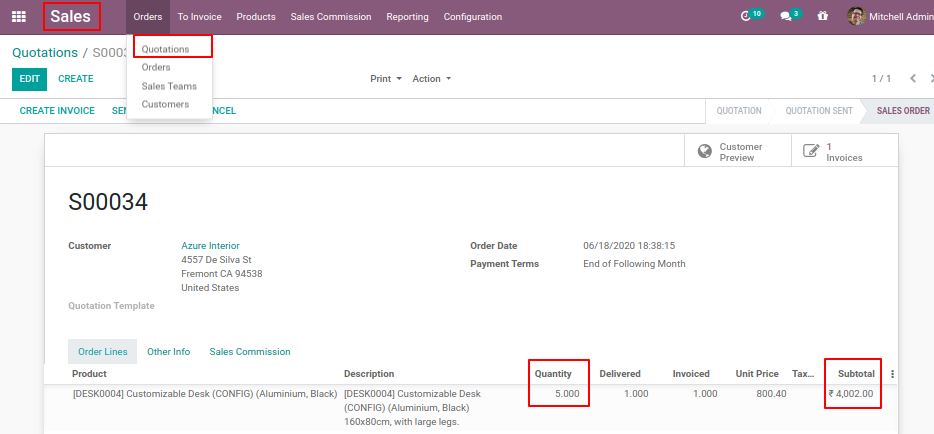 Sales Orders To Invoice Products Sales Commission Reporting Configuration 10 3 Mitchell Admin
Quotations / S0003
Quotations
Orders
Sales Teams
Customers
EDIT CREATE Print Action 1 / 1
CREATE INVOICE SEN NCEL QUOTATION QUOTATION SENT SALES ORDER
Customer
Preview
1
Invoices
S00034
Customer Azure Interior
4557 De Silva St
Fremont CA 94538
United States
Order Date 06/18/2020 18:38:15
Payment Terms End of Following Month
Quotation Template
Order Lines Other Info Sales Commission
Product Description Quantity Delivered Invoiced Unit Price Tax... Subtotal
[DESK0004] Customizable Desk (CONFIG) (Aluminium, Black) [DESK0004] Customizable Desk 5.000 1.000 1.000 800.40 ₹ 4,002.00
(CONFIG) (Aluminium, Black)
160x80cm, with large legs.